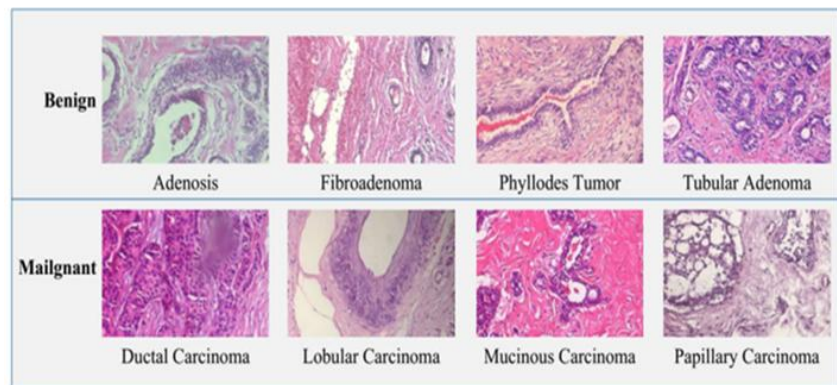 Benign
Adenosis
Fibroadenoma
Phyllodes Tumor
Tubular Adenoma
Mailgnant
Ductal Carcinoma
Lobular Carcinoma
Mucinous Carcinoma
Papillary Carcinoma